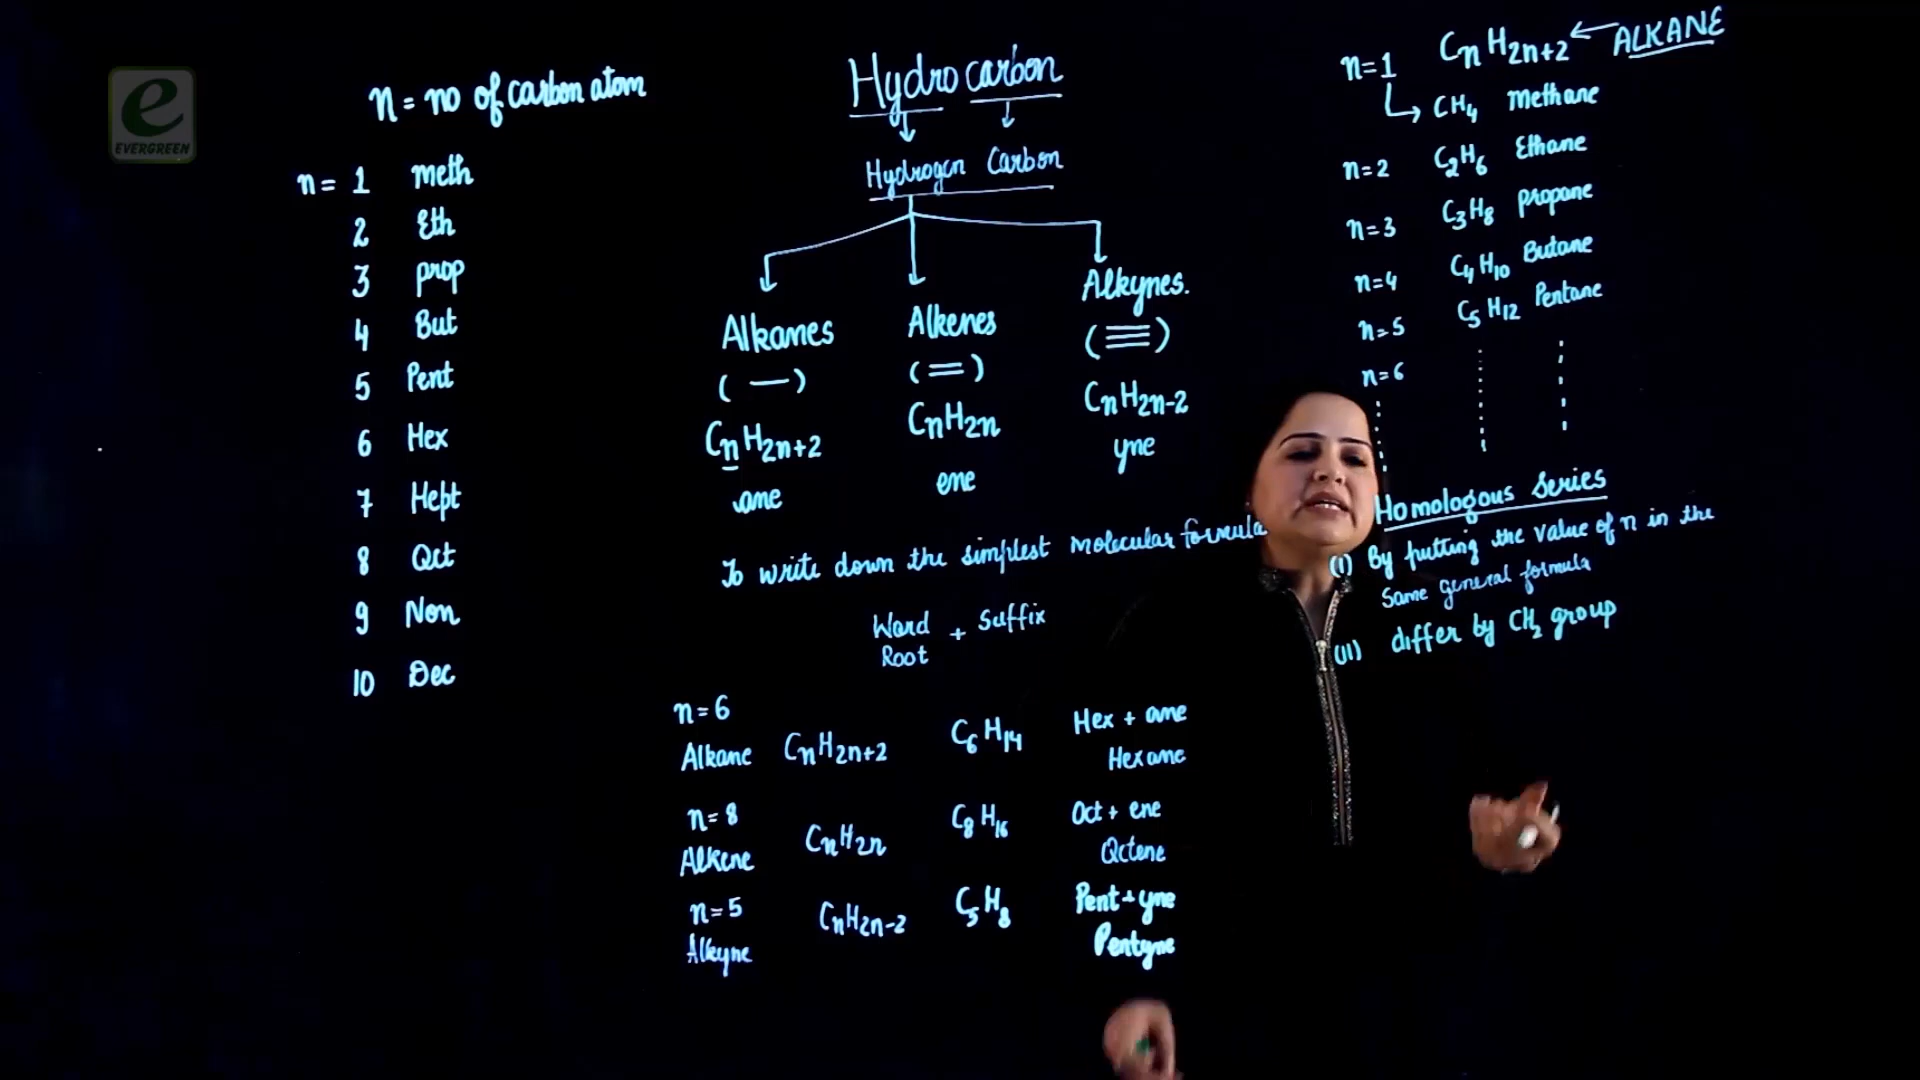 e
EVERGREEN
n = no of carbon atom
n = 1 Meth
2 Eth
3 Prop
4 But
5 Pent
6 Hex
7 Hept
8 Oct
9 Non
10 Dec
Hydrocarbon
Hydrogen Carbon
Alkanes
( — )
CnH2n+2
ane
Alkenes
( = )
CnH2n
ene
Alkynes.
( ≡ )
CnH2n-2
yne
To write down the simplest Molecular formula
Word + Suffix
Root
n = 6
Alkane CnH2n+2 C6H14 Hex + ane
Hexane
n = 8
Alkene CnH2n C8H16 Oct + ene
Octene
n = 5
Alkyne CnH2n-2 C5H8 Pent + yne
Pentyne
CnH2n+2 ← ALKANE
n=1
CH4 Methane
n=2 C2H6 Ethane
n=3 C3H8 Propane
n=4 C4H10 Butane
n=5 C5H12 Pentane
n=6
Homologous Series
(I) By putting the value of n in the
Same general formula
(II) differ by CH2 group